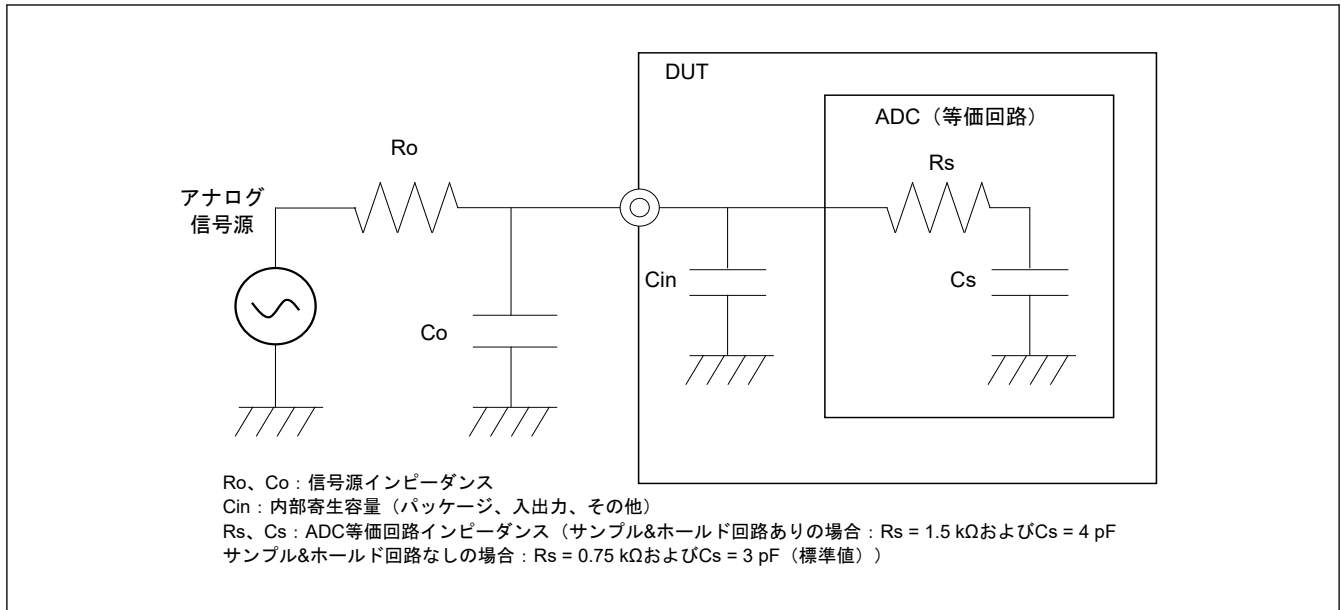 DUT
ADC（等価回路）
Ro
Rs
アナログ
信号源
Cin
Cs
Co
Ro、Co：信号源インピーダンス
Cin：内部寄生容量（パッケージ、入出力、その他）
Rs、Cs：ADC等価回路インピーダンス（サンプル&ホールド回路ありの場合：Rs = 1.5 kΩおよびCs = 4 pF
サンプル&ホールド回路なしの場合：Rs = 0.75 kΩおよびCs = 3 pF（標準値））